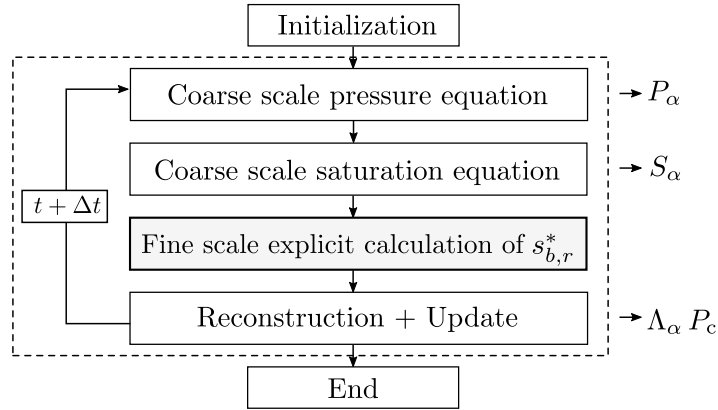 Initialization
Coarse scale pressure equation
P_α
Coarse scale saturation equation
S_α
t + Δt
Fine scale explicit calculation of s^*_{b,r}
Reconstruction + Update
Λ_α P_c
End